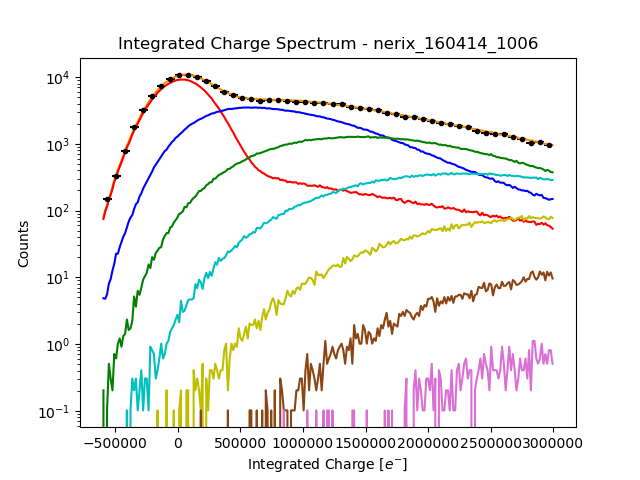 Integrated Charge Spectrum - nerix_160414_1006
Counts
10⁴
10³
10²
10¹
10⁰
10⁻¹
−500000 0 500000 1000000 1500000 2000000 2500000 3000000
Integrated Charge [e⁻]